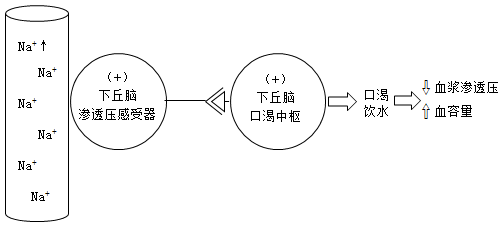 Na⁺↑
Na⁺
Na⁺
Na⁺
Na⁺
Na⁺
(+)
下丘脑
渗透压感受器
(+)
下丘脑
口渴中枢
口渴
饮水
血浆渗透压
血容量